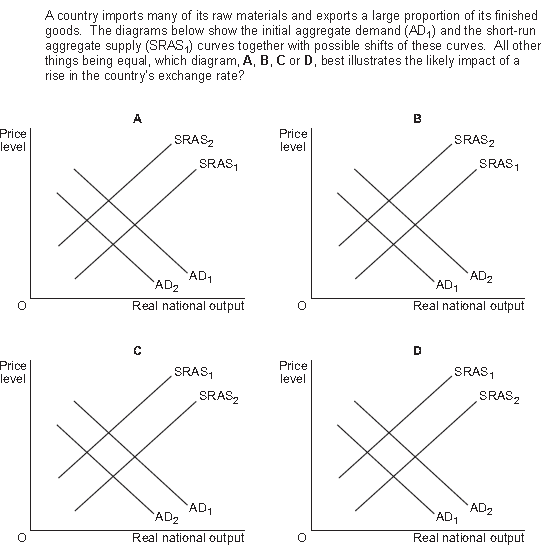 A country imports many of its raw materials and exports a large proportion of its finished
goods. The diagrams below show the initial aggregate demand (AD₁) and the short-run
aggregate supply (SRAS₁) curves together with possible shifts of these curves. All other
things being equal, which diagram, A, B, C or D, best illustrates the likely impact of a
rise in the country's exchange rate?
A
Price
level
SRAS₂
SRAS₁
AD₁
AD₂
O
Real national output
B
Price
level
SRAS₂
SRAS₁
AD₂
AD₁
O
Real national output
C
Price
level
SRAS₁
SRAS₂
AD₁
AD₂
O
Real national output
D
Price
level
SRAS₁
SRAS₂
AD₂
AD₁
O
Real national output